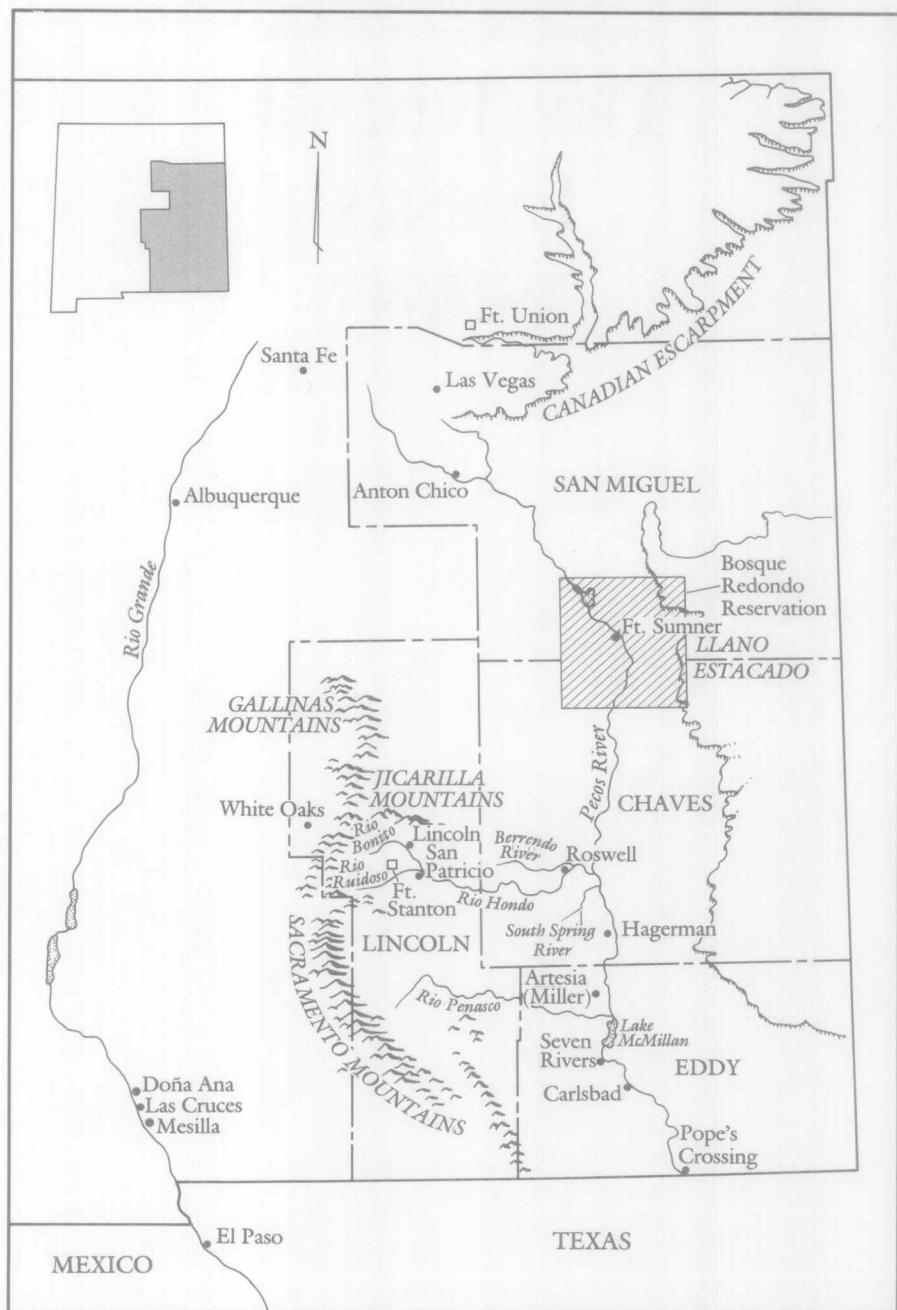 N
Ft. Union
Santa Fe
Las Vegas
CANADIAN ESCARPMENT
Anton Chico
SAN MIGUEL
Albuquerque
Rio Grande
Bosque
Redondo
Reservation
Ft. Sumner
LLANO
ESTACADO
GALLINAS
MOUNTAINS
Pecos River
JICARILLA
MOUNTAINS
CHAVES
White Oaks
Rio
Bonito
Lincoln
San
Patricio
Berrendo
River
Roswell
Rio
Ruidoso
Ft.
Stanton
Rio Hondo
South Spring
River
Hagerman
LINCOLN
SACRAMENTO MOUNTAINS
Artesia
(Miller)
Rio Penasco
Lake
McMillan
Seven
Rivers
EDDY
Carlsbad
Doña Ana
Las Cruces
Mesilla
Pope's
Crossing
El Paso
TEXAS
MEXICO